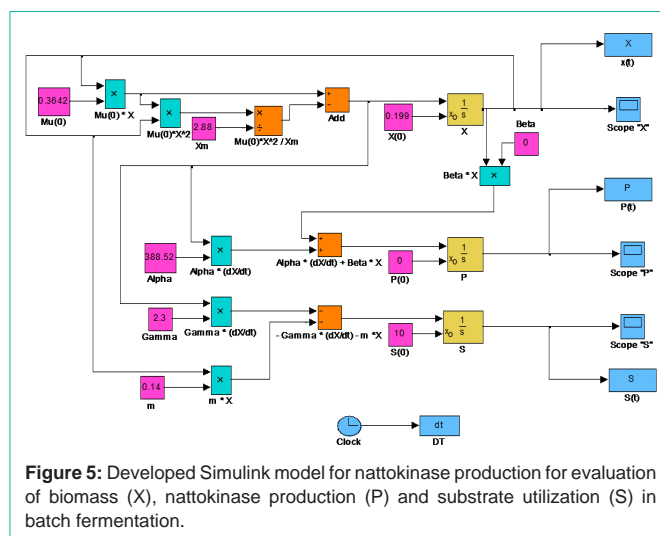 X
x(t)
0.3642
Mu(0)
×
Mu(0) * X
×
Mu(0)*X^2
2.88
Xm
×
÷
Mu(0)*X^2 / Xm
+
−
Add
0.199
X(0)
1
s
xo
X
Beta
0
×
Beta * X
Scope "X"
P
P(t)
388.52
Alpha
×
Alpha * (dX/dt)
+
+
Alpha * (dX/dt) + Beta * X
0
P(0)
1
s
xo
P
Scope "P"
2.3
Gamma
×
Gamma * (dX/dt)
−
−
- Gamma * (dX/dt) - m *X
10
S(0)
1
s
xo
S
Scope "S"
0.14
m
×
m * X
S
S(t)
Clock
dt
DT
Figure 5: Developed Simulink model for nattokinase production for evaluation
of biomass (X), nattokinase production (P) and substrate utilization (S) in
batch fermentation.